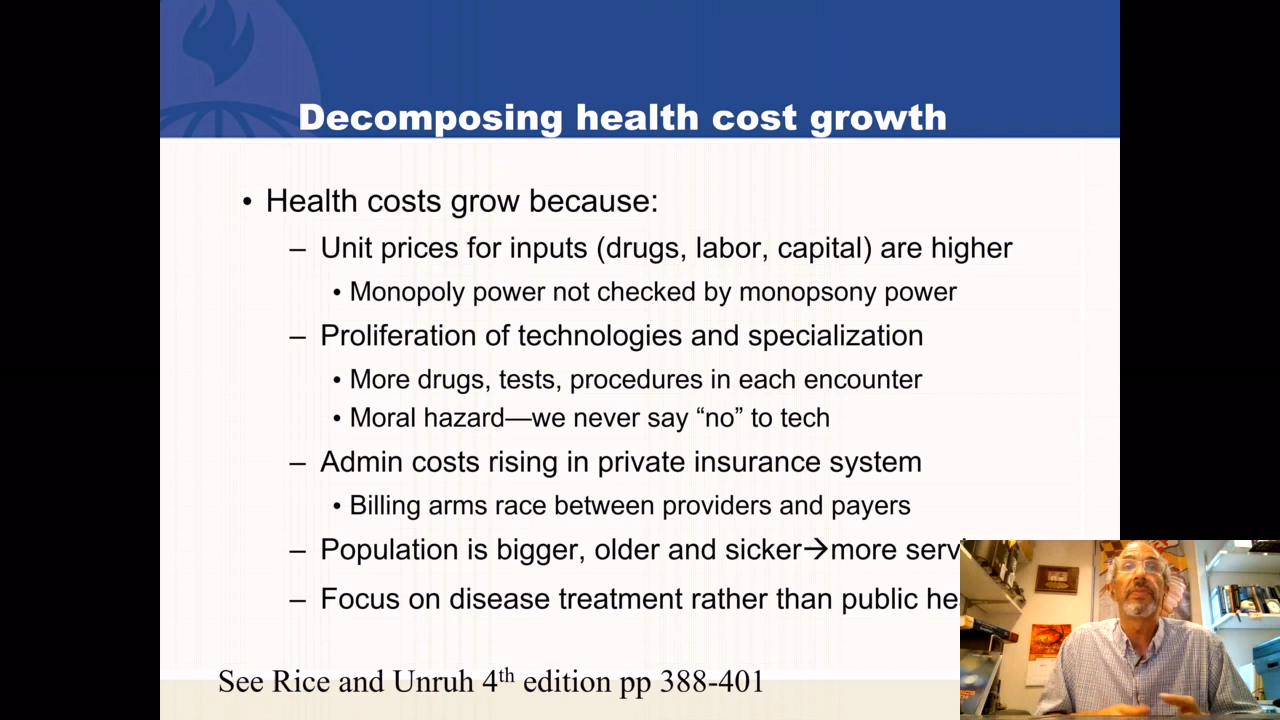 Decomposing health cost growth
• Health costs grow because:
– Unit prices for inputs (drugs, labor, capital) are higher
• Monopoly power not checked by monopsony power
– Proliferation of technologies and specialization
• More drugs, tests, procedures in each encounter
• Moral hazard—we never say “no” to tech
– Admin costs rising in private insurance system
• Billing arms race between providers and payers
– Population is bigger, older and sicker→more
– Focus on disease treatment rather than public
See Rice and Unruh 4th edition pp 388-401